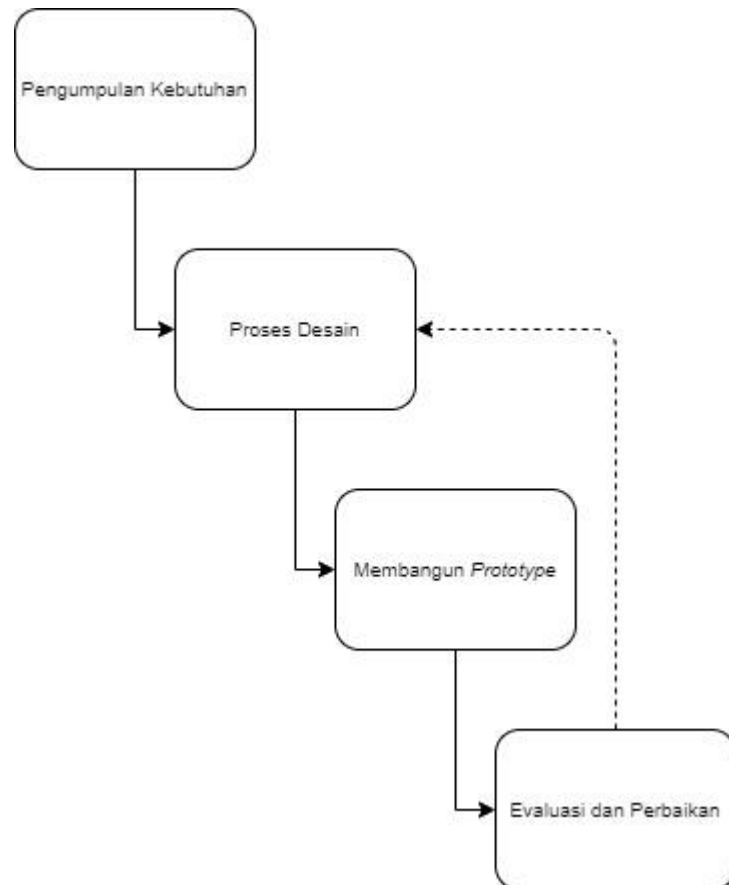 Pengumpulan Kebutuhan
Proses Desain
Membangun Prototype
Evaluasi dan Perbaikan